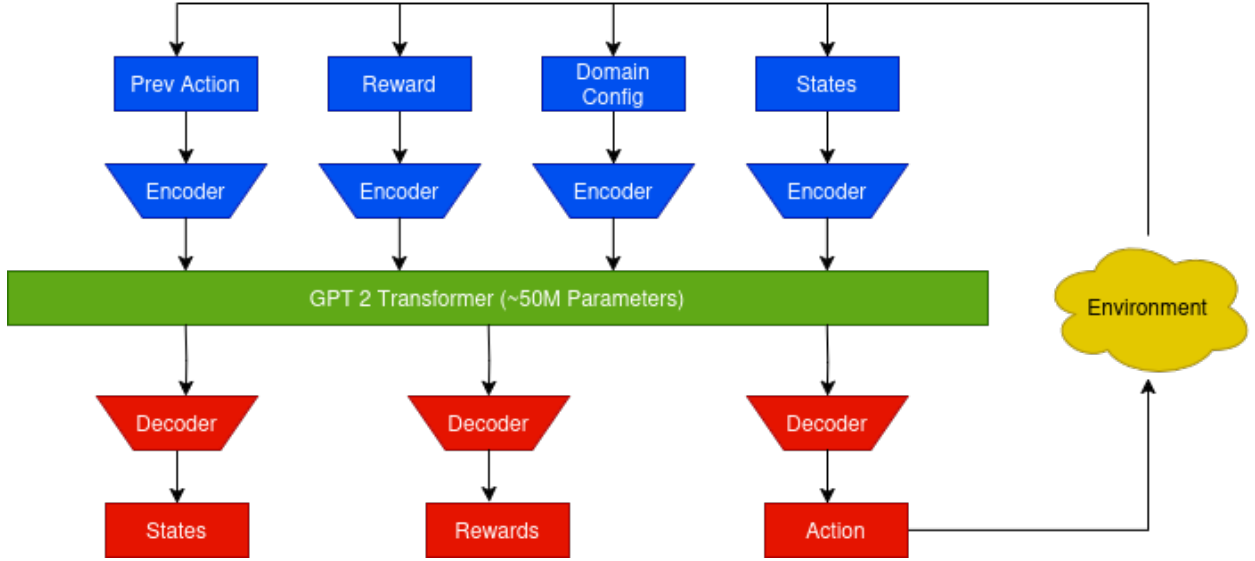 Prev Action
Reward
Domain
Config
States
Encoder
Encoder
Encoder
Encoder
GPT 2 Transformer (~50M Parameters)
Environment
Decoder
Decoder
Decoder
States
Rewards
Action